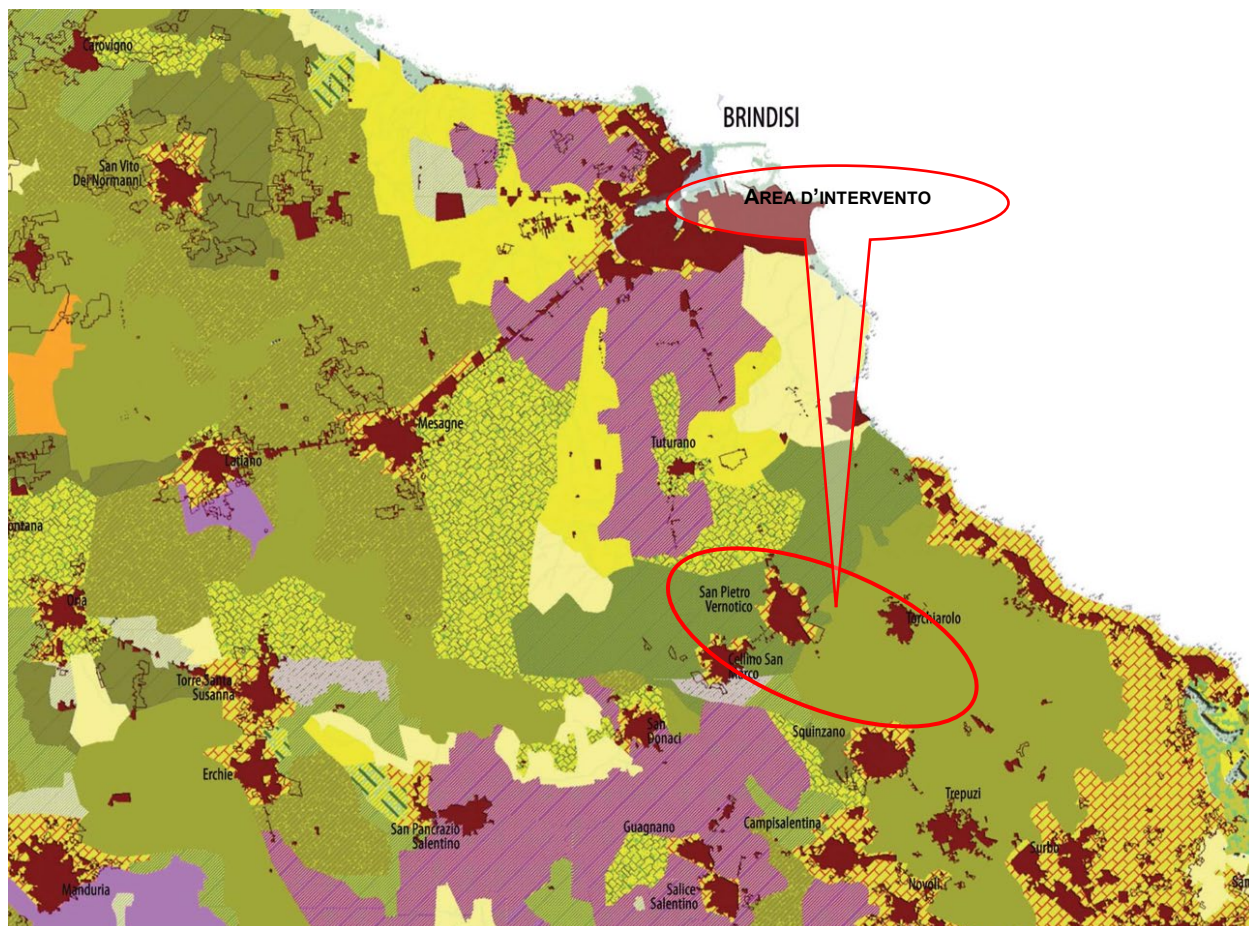 Carovigno
BRINDISI
San Vito
Dei Normanni
AREA D'INTERVENTO
Mesagne
Latiano
Tuturano
ontana
Oria
San Pietro
Vernotico
Torchiarolo
Cellino San
Marco
Torre Santa
Susanna
San
Donaci
Squinzano
Erchie
Trepuzi
San Pancrazio
Salentino
Guagnano
Campisalentina
Surbo
Manduria
Salice
Salentino
Novoli
San